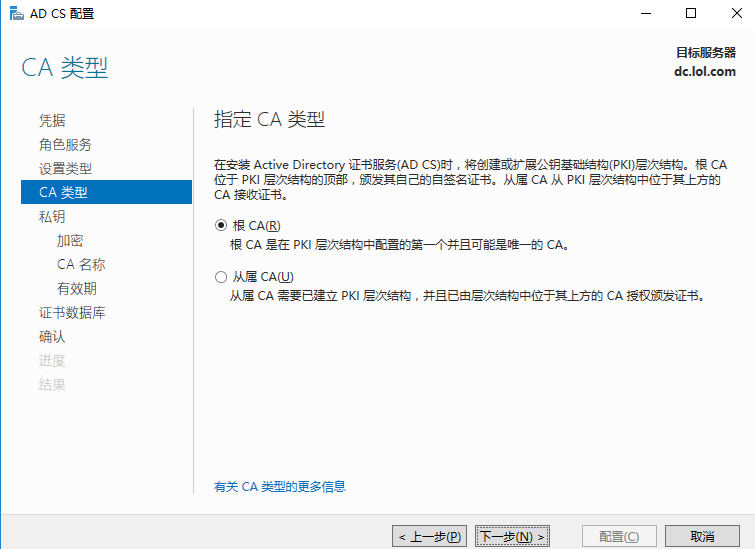 AD CS 配置
CA 类型
目标服务器
dc.lol.com
凭据
角色服务
设置类型
CA 类型
私钥
加密
CA 名称
有效期
证书数据库
确认
进度
结果
指定 CA 类型
在安装 Active Directory 证书服务(AD CS)时，将创建或扩展公钥基础结构(PKI)层次结构。根 CA
位于 PKI 层次结构的顶部，颁发其自己的自签名证书。从属 CA 从 PKI 层次结构中位于其上方的
CA 接收证书。
根 CA(R)
根 CA 是在 PKI 层次结构中配置的第一个并且可能是唯一的 CA。
从属 CA(U)
从属 CA 需要已建立 PKI 层次结构，并且已由层次结构中位于其上方的 CA 授权颁发证书。
有关 CA 类型的更多信息
< 上一步(P)
下一步(N) >
配置(C)
取消